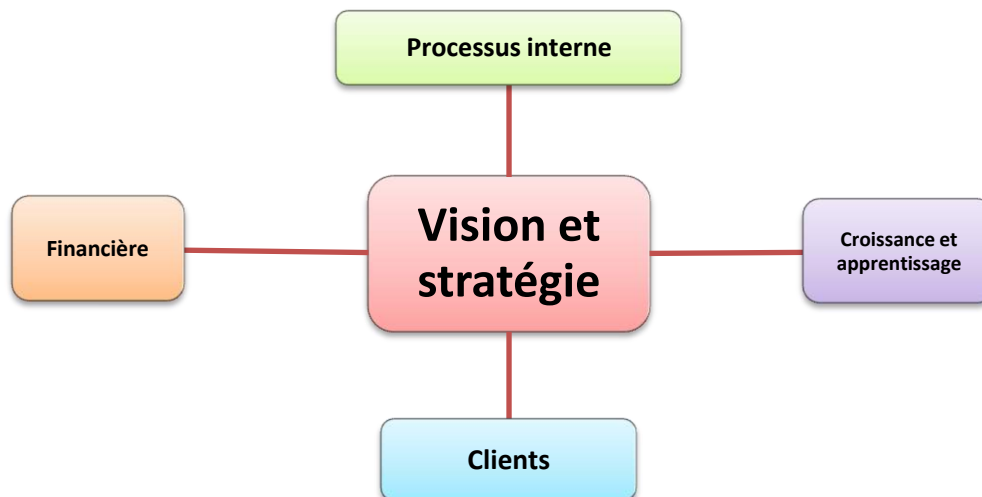 Processus interne
Financière
Vision et
stratégie
Croissance et
apprentissage
Clients